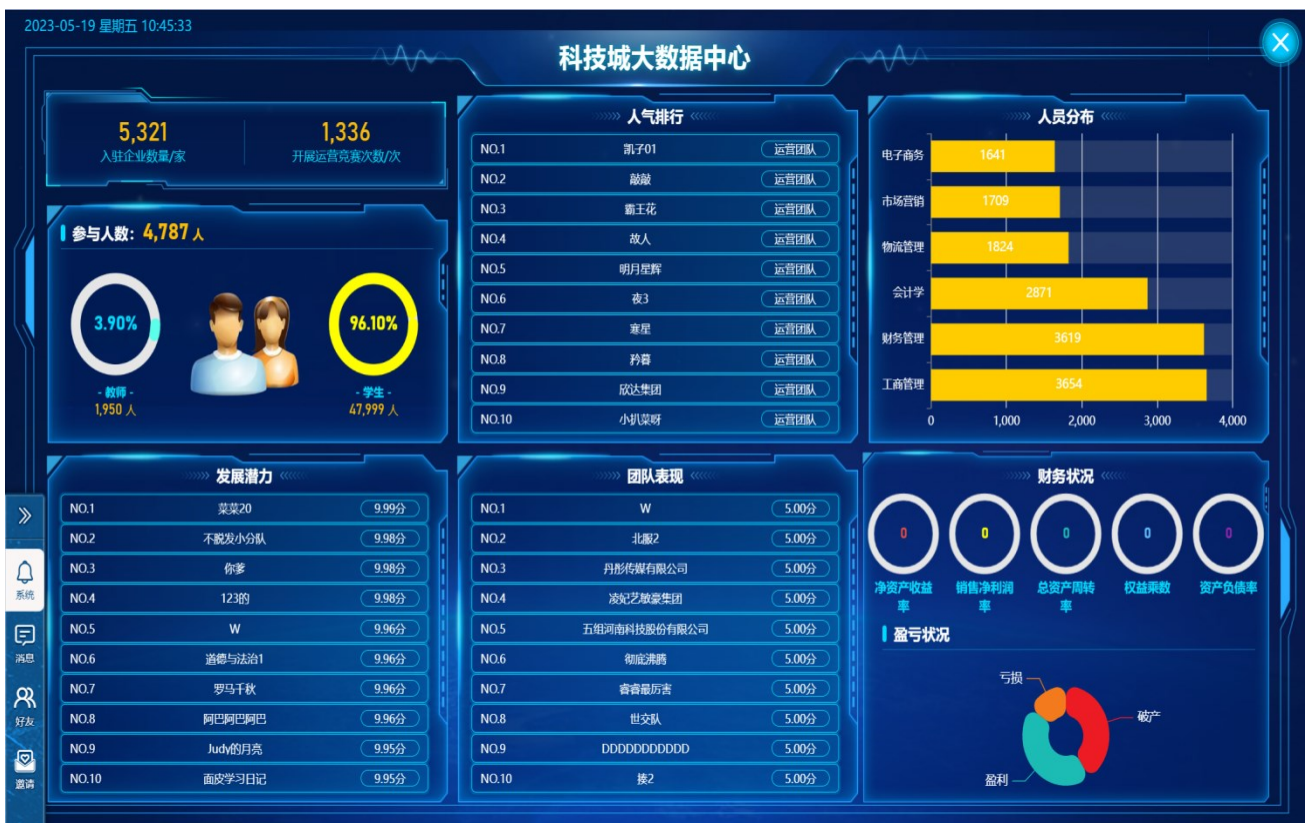 2023-05-19 星期五 10:45:33
科技城大数据中心
5,321
入驻企业数量/家
1,336
开展运营竞赛次数/次
参与人数: 4,787 人
3.90%
- 教师 -
1,950 人
96.10%
- 学生 -
47,999 人
人气排行
NO.1 凯子01 运营团队
NO.2 敲敲 运营团队
NO.3 霸王花 运营团队
NO.4 故人 运营团队
NO.5 明月星辉 运营团队
NO.6 夜3 运营团队
NO.7 寒星 运营团队
NO.8 矜暮 运营团队
NO.9 欣达集团 运营团队
NO.10 小扒菜呀 运营团队
人员分布
电子商务 1641
市场营销 1709
物流管理 1824
会计学 2871
财务管理 3619
工商管理 3654
0 1,000 2,000 3,000 4,000
发展潜力
NO.1 菜菜20 9.99分
NO.2 不脱发小分队 9.98分
NO.3 你爹 9.98分
NO.4 123的 9.98分
NO.5 W 9.96分
NO.6 道德与法治1 9.96分
NO.7 罗马千秋 9.96分
NO.8 阿巴阿巴阿巴 9.96分
NO.9 Judy的月亮 9.95分
NO.10 面皮学习日记 9.95分
团队表现
NO.1 W 5.00分
NO.2 北服2 5.00分
NO.3 丹彤传媒有限公司 5.00分
NO.4 凌妃艺敏豪集团 5.00分
NO.5 五组河南科技股份有限公司 5.00分
NO.6 彻底沸腾 5.00分
NO.7 睿睿最厉害 5.00分
NO.8 世交队 5.00分
NO.9 DDDDDDDDDDD 5.00分
NO.10 揍2 5.00分
财务状况
0 0 0 0 0
净资产收益率
销售净利润率
总资产周转率
权益乘数
资产负债率
盈亏状况
亏损
破产
盈利
系统
消息
好友
邀请